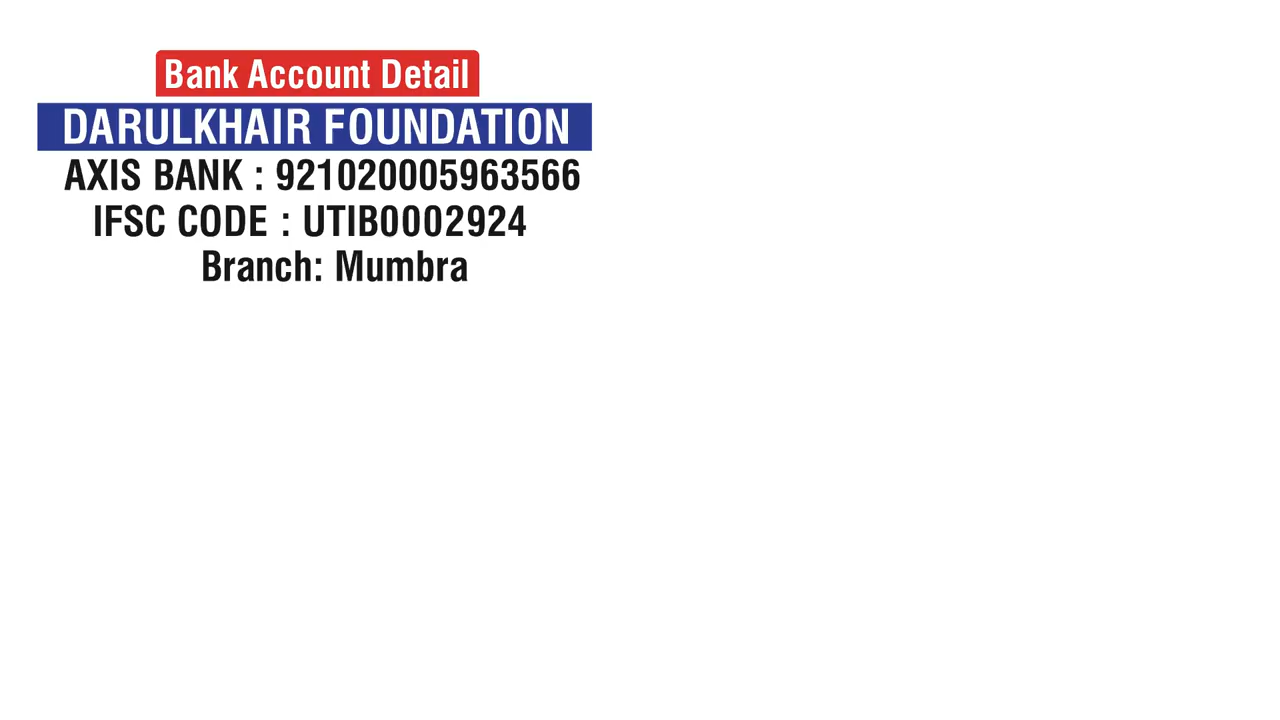 Bank Account Detail
DARULKHAIR FOUNDATION
AXIS BANK : 921020005963566
IFSC CODE : UTIB0002924
Branch: Mumbra